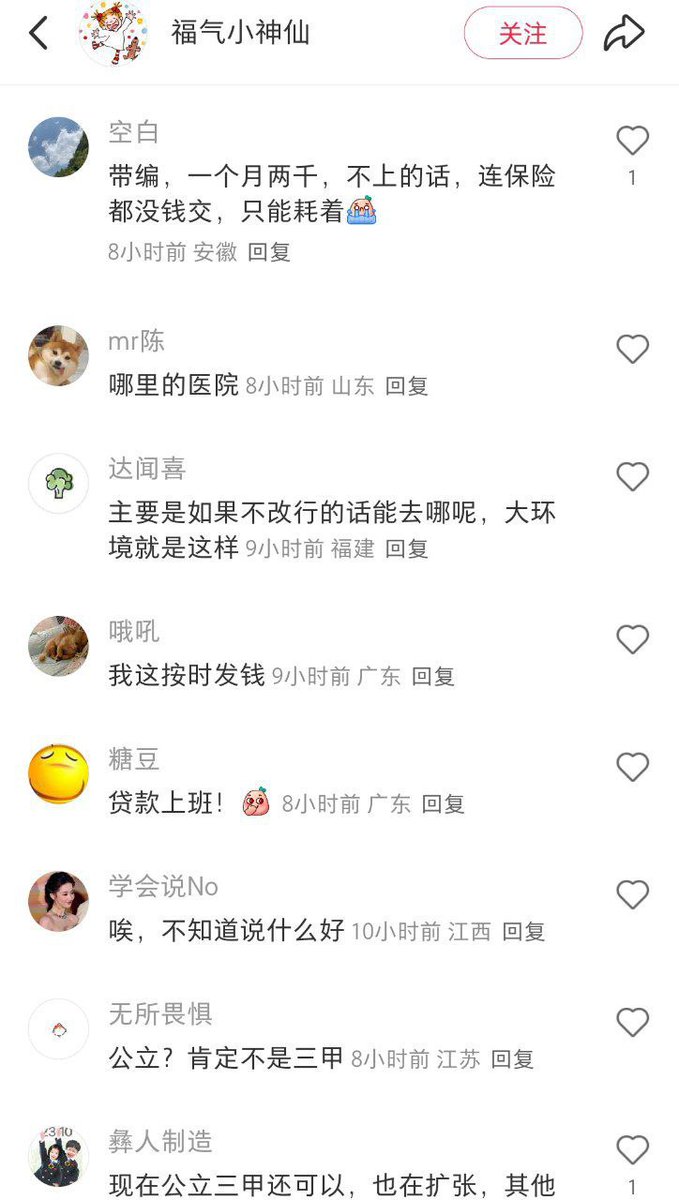 福气小神仙
关注
空白
带编，一个月两千，不上的话，连保险
都没钱交，只能耗着
1
8小时前 安徽 回复
mr陈
哪里的医院 8小时前 山东 回复
达闻喜
主要是如果不改行的话能去哪呢，大环
境就是这样 9小时前 福建 回复
哦吼
我这按时发钱 9小时前 广东 回复
糖豆
贷款上班！ 8小时前 广东 回复
学会说No
唉，不知道说什么好 10小时前 江西 回复
无所畏惧
公立？肯定不是三甲 8小时前 江苏 回复
彝人制造
现在公立三甲还可以，也在扩张，其他
1